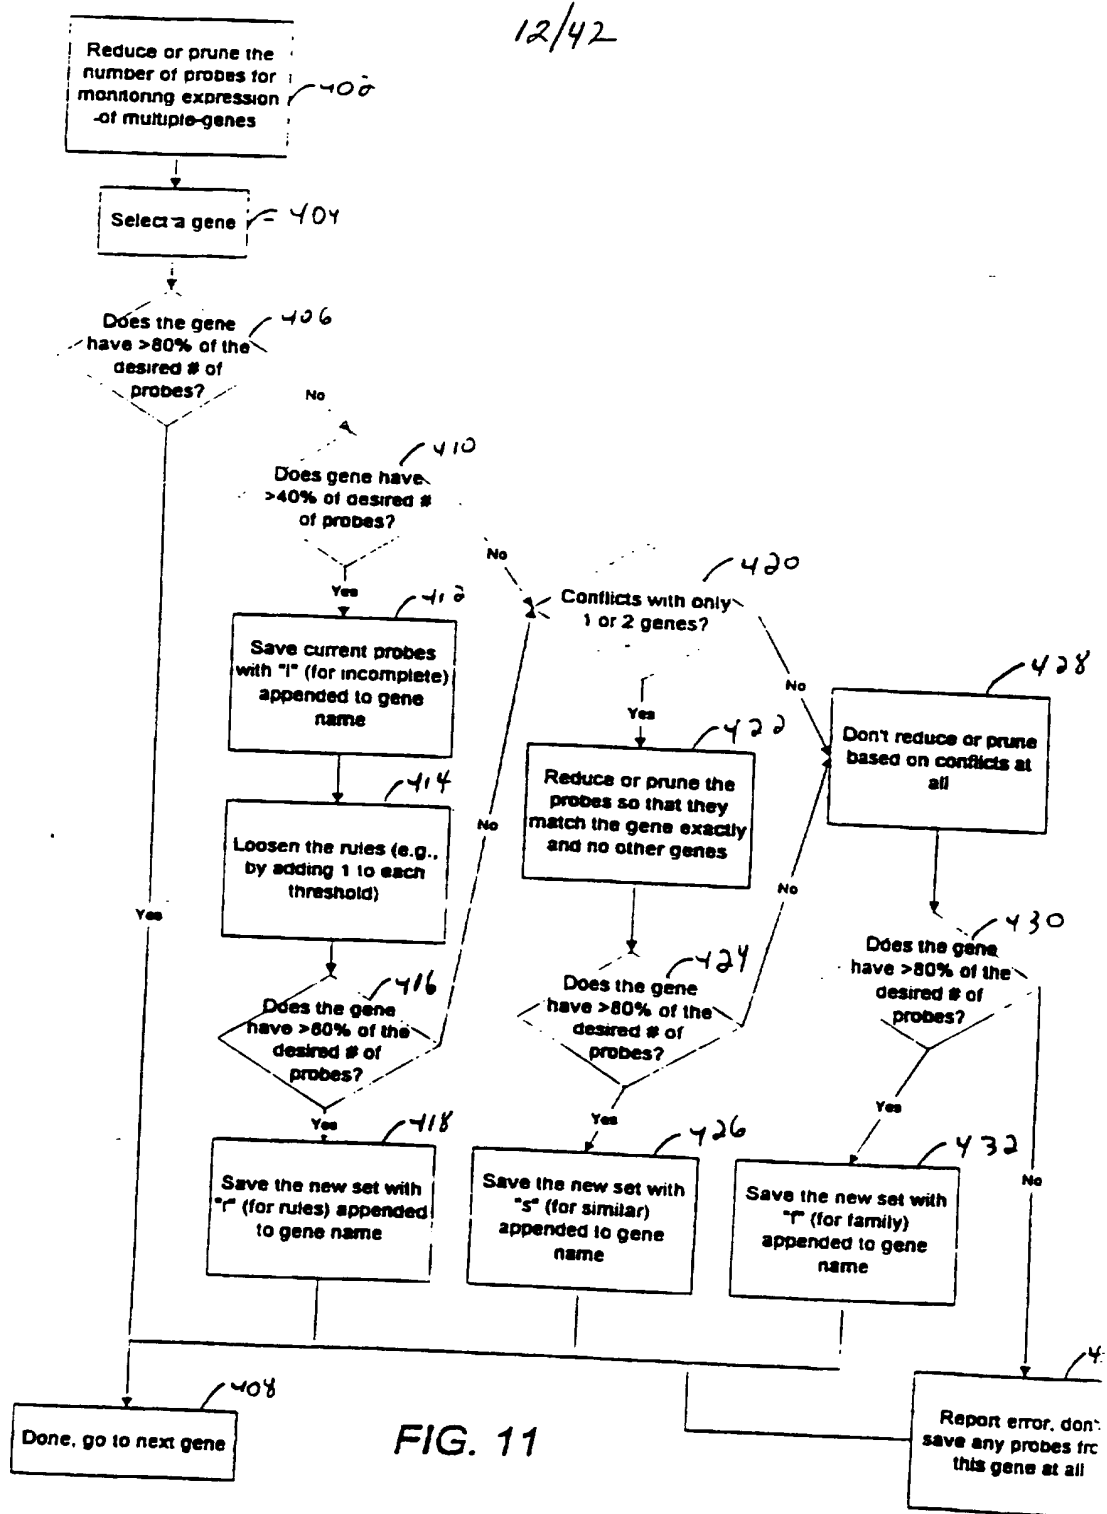 12/42
Reduce or prune the
number of probes for
monitoring expression
of multiple genes
400
Select a gene
404
Does the gene
have >80% of the
desired # of
probes?
406
No
Does gene have
>40% of desired #
of probes?
410
Yes
No
Conflicts with only
1 or 2 genes?
420
Save current probes
with "I" (for incomplete)
appended to gene
name
412
No
Yes
Don't reduce or prune
based on conflicts at
all
428
Reduce or prune the
probes so that they
match the gene exactly
and no other genes
422
Loosen the rules (e.g.,
by adding 1 to each
threshold)
414
No
No
Yes
Does the gene
have >80% of the
desired # of
probes?
416
Does the gene
have >80% of the
desired # of
probes?
424
Does the gene
have >80% of the
desired # of
probes?
430
Yes
Yes
Yes
No
Save the new set with
"r" (for rules) appended
to gene name
418
Save the new set with
"s" (for similar)
appended to gene
name
426
Save the new set with
"f" (for family)
appended to gene
name
432
Done, go to next gene
408
FIG. 11
Report error, don'
save any probes
this gene at all